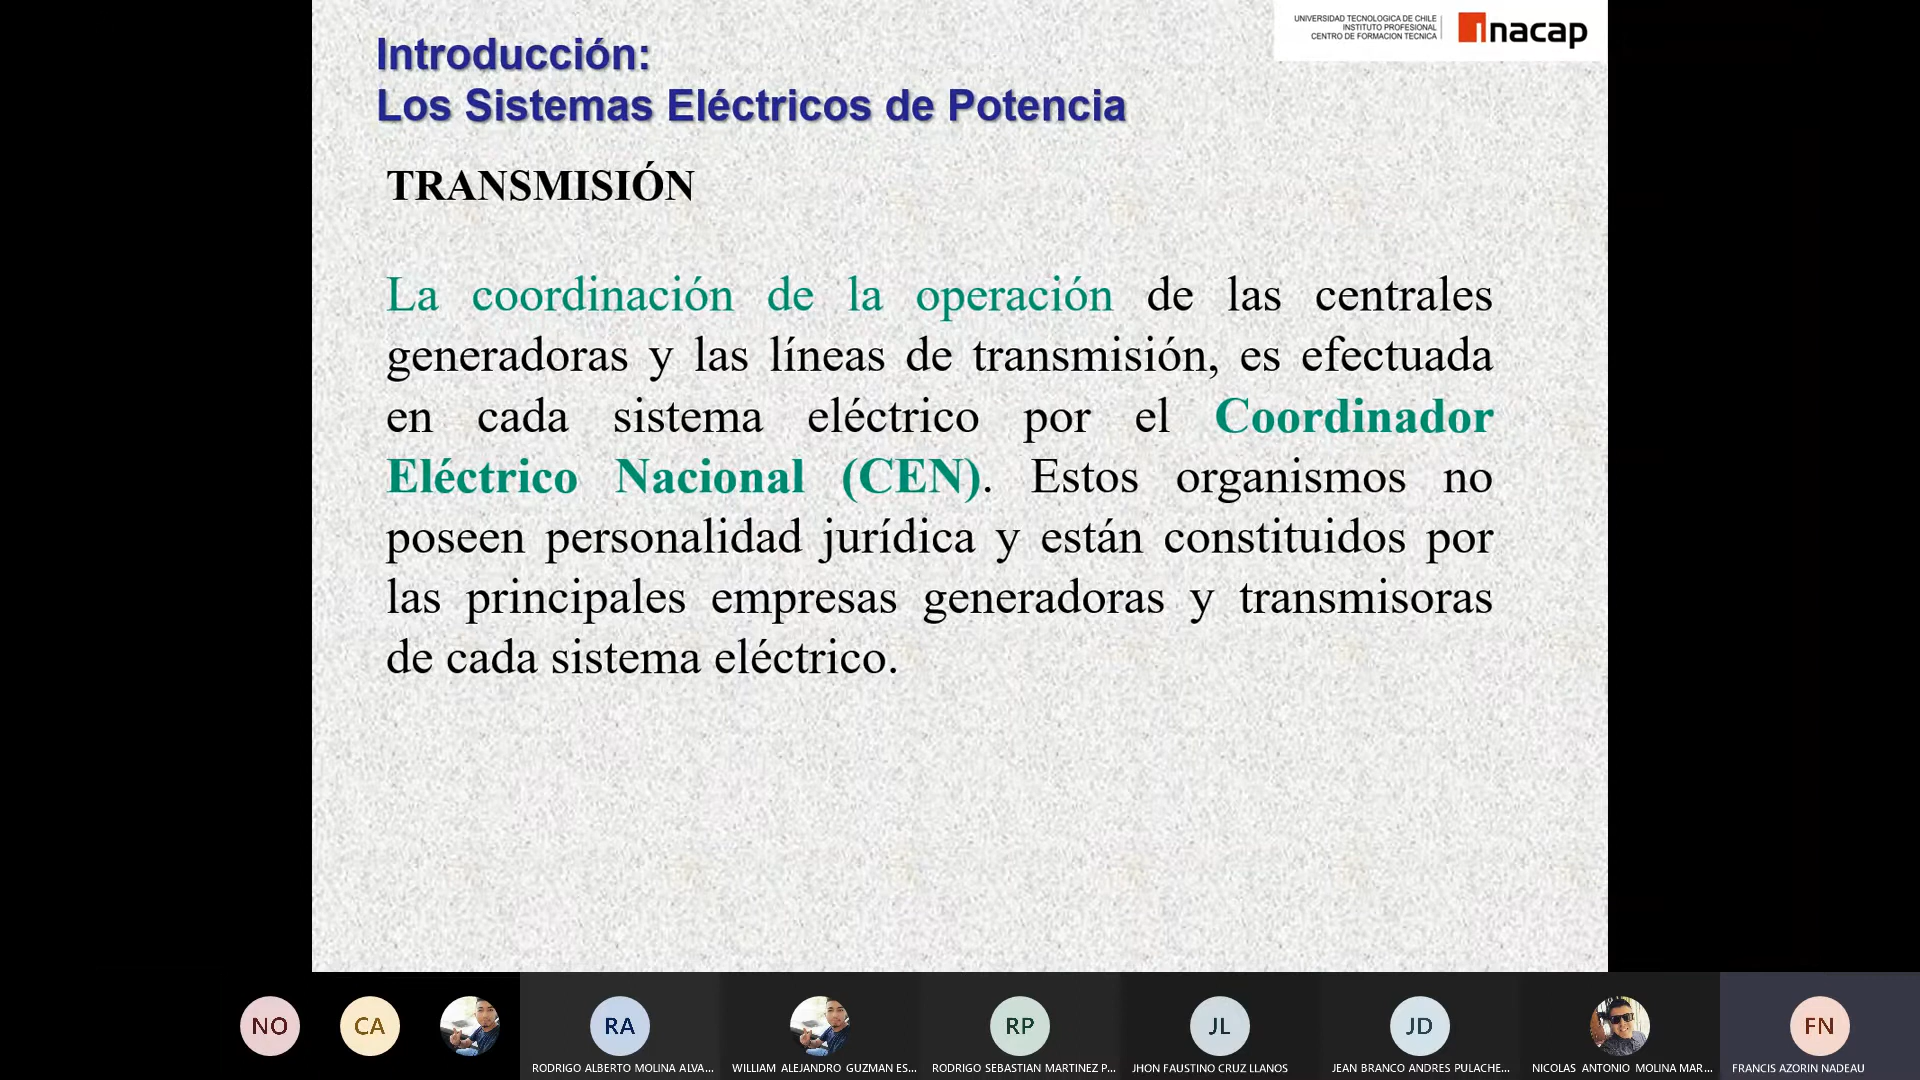 UNIVERSIDAD TECNOLOGICA DE CHILE
INSTITUTO PROFESIONAL
CENTRO DE FORMACION TECNICA
inacap
Introducción:
Los Sistemas Eléctricos de Potencia
TRANSMISIÓN
La coordinación de la operación de las centrales
generadoras y las líneas de transmisión, es efectuada
en cada sistema eléctrico por el Coordinador
Eléctrico Nacional (CEN). Estos organismos no
poseen personalidad jurídica y están constituidos por
las principales empresas generadoras y transmisoras
de cada sistema eléctrico.
NO CA RA RP JL JD FN
RODRIGO ALBERTO MOLINA ALVA... WILLIAM ALEJANDRO GUZMAN ES... RODRIGO SEBASTIAN MARTINEZ P... JHON FAUSTINO CRUZ LLANOS JEAN BRANCO ANDRES PULACHE... NICOLAS ANTONIO MOLINA MAR... FRANCIS AZORIN NADEAU